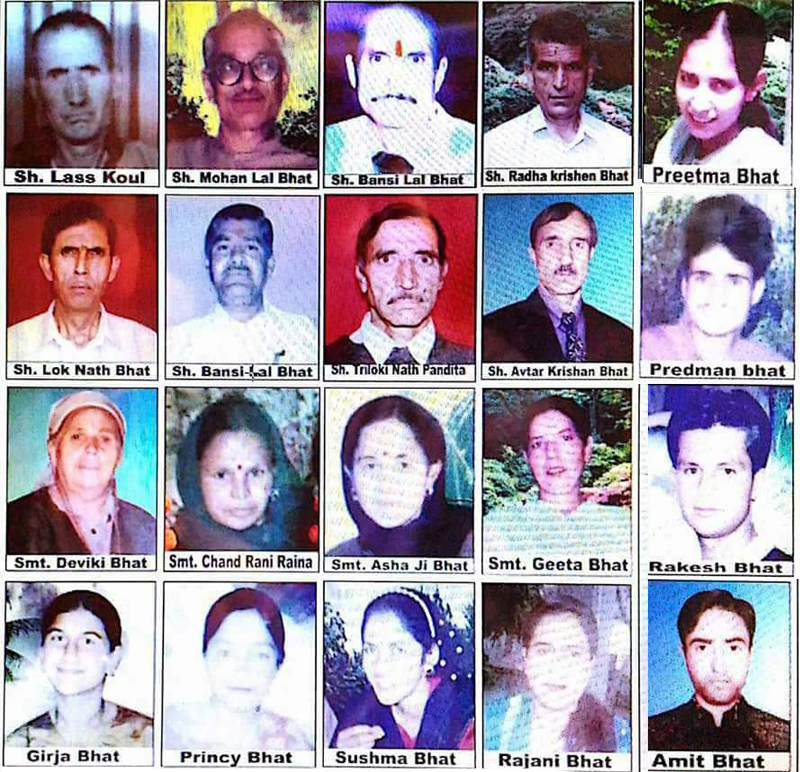 Sh. Lass Koul
Sh. Mohan Lal Bhat
Sh. Bansi Lal Bhat
Sh. Radha krishen Bhat
Preetma Bhat
Sh. Lok Nath Bhat
Sh. Bansi Lal Bhat
Sh. Triloki Nath Pandita
Sh. Avtar Krishan Bhat
Predman bhat
Smt. Deviki Bhat
Smt. Chand Rani Raina
Smt. Asha Ji Bhat
Smt. Geeta Bhat
Rakesh Bhat
Girja Bhat
Princy Bhat
Sushma Bhat
Rajani Bhat
Amit Bhat